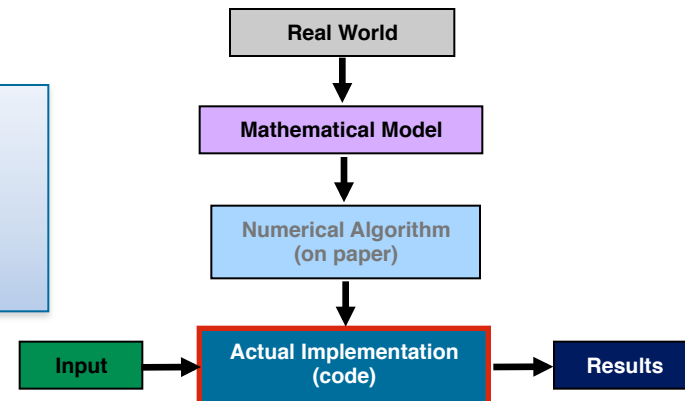 Real World
Mathematical Model
Numerical Algorithm
(on paper)
Input
Actual Implementation
(code)
Results